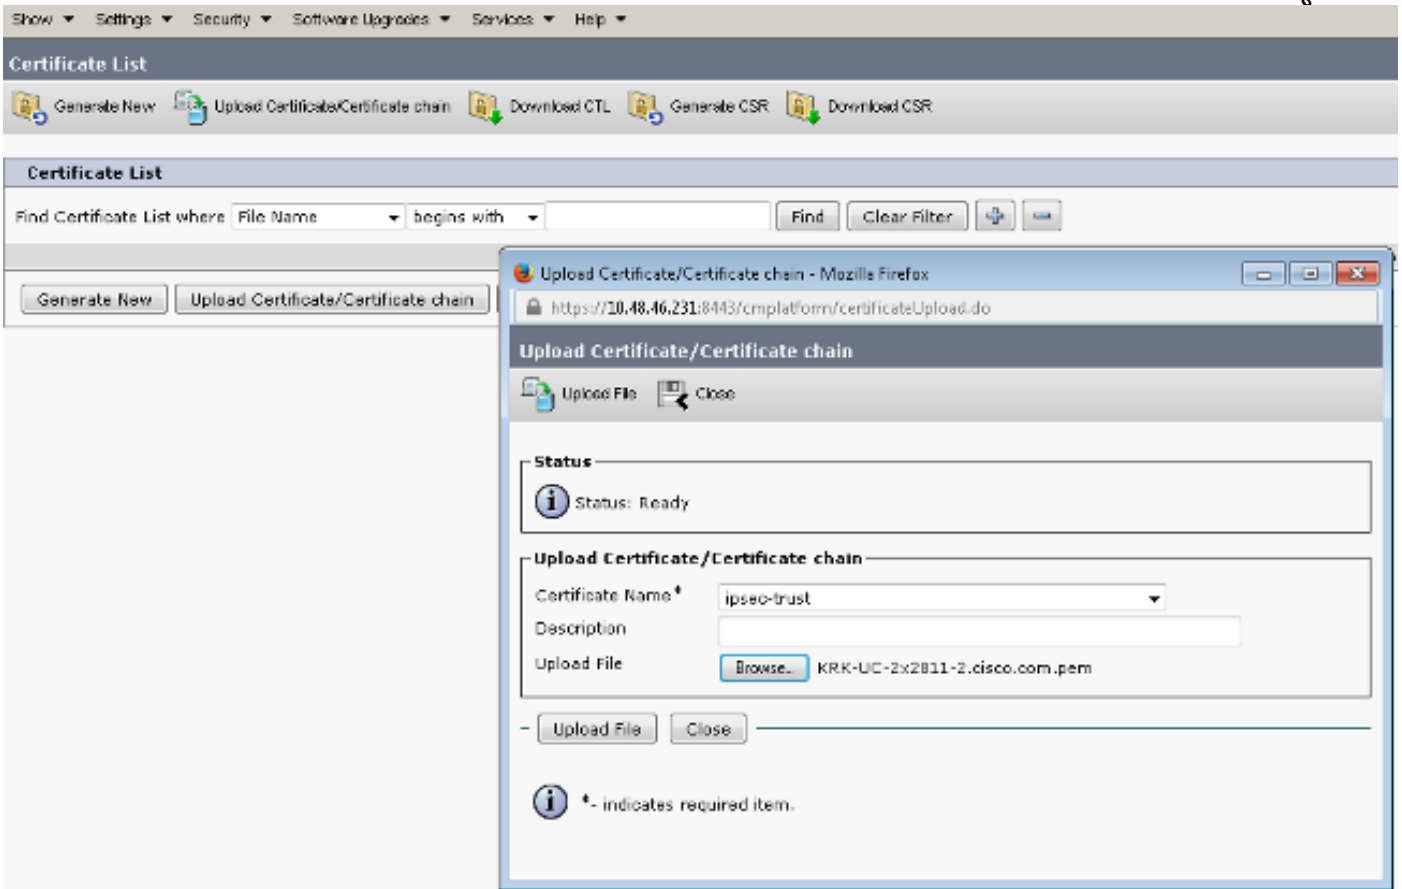 Show Settings Security Software Upgrades Services Help
Certificate List
Generate New Upload Certificate/Certificate chain Download CTL Generate CSR Download CSR
Certificate List
Find Certificate List where File Name begins with Find Clear Filter
Generate New Upload Certificate/Certificate chain
Upload Certificate/Certificate chain - Mozilla Firefox
https://10.48.46.231:8443/cmplatform/certificateUpload.do
Upload Certificate/Certificate chain
Upload File Close
Status
Status: Ready
Upload Certificate/Certificate chain
Certificate Name* ipsec-trust
Description
Upload File Browse... KRK-UC-2x2811-2.cisco.com.pem
Upload File Close
*- indicates required item.